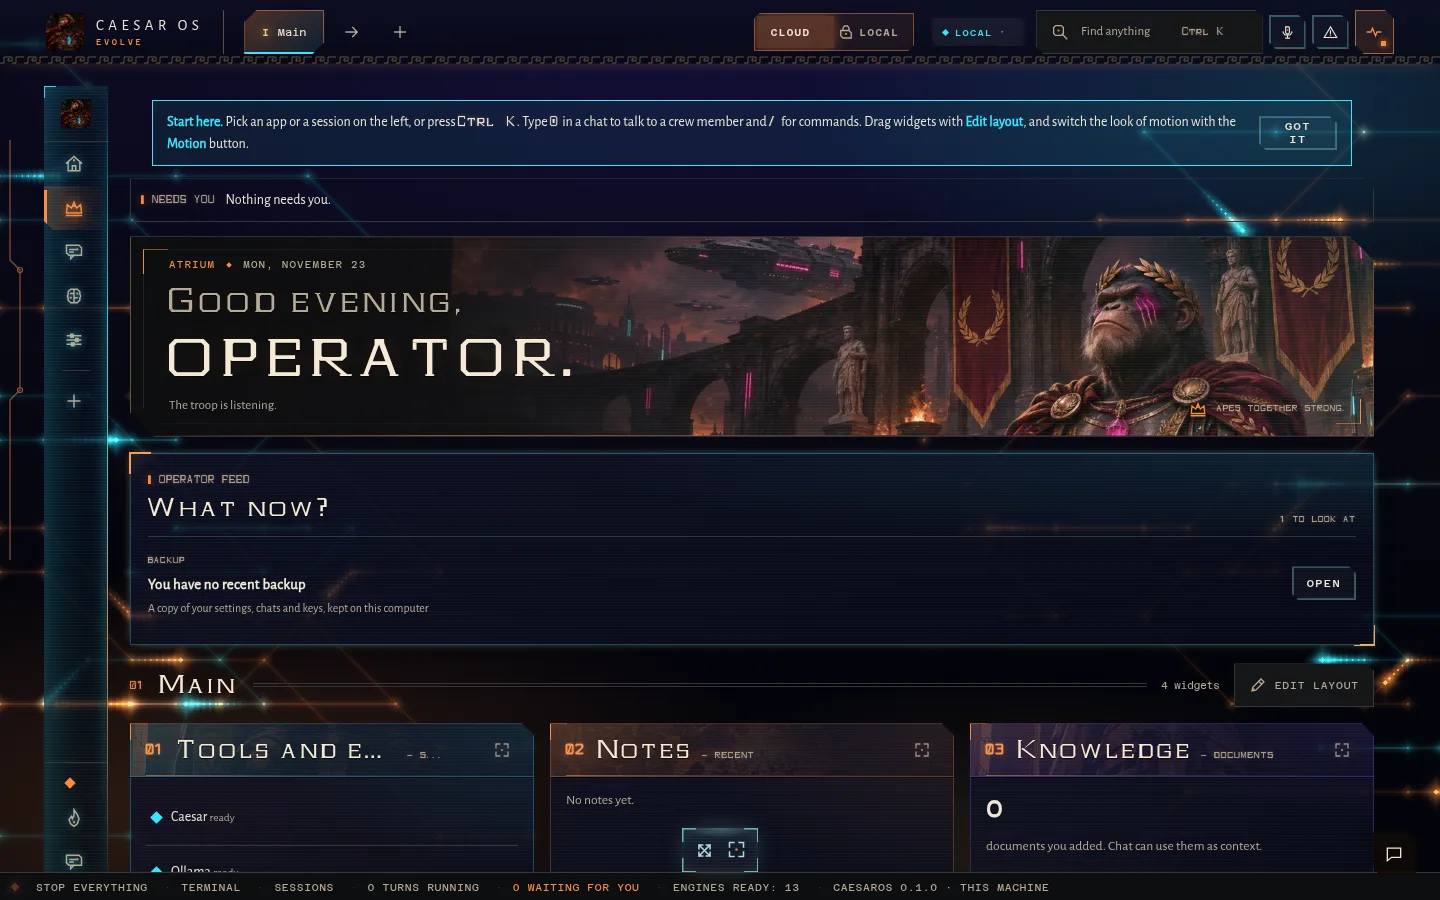 CAESAR OS
EVOLVE
I Main
CLOUD
LOCAL
LOCAL
Find anything
CTRL K
Start here. Pick an app or a session on the left, or press CTRL K. Type @ in a chat to talk to a crew member and / for commands. Drag widgets with Edit layout, and switch the look of motion with the
Motion button.
GOT
IT
NEEDS YOU Nothing needs you.
ATRIUM ◆ MON, NOVEMBER 23
GOOD EVENING,
OPERATOR.
The troop is listening.
APES TOGETHER STRONG.
OPERATOR FEED
WHAT NOW?
1 TO LOOK AT
BACKUP
You have no recent backup
A copy of your settings, chats and keys, kept on this computer
OPEN
01 MAIN
4 widgets
EDIT LAYOUT
01 TOOLS AND E... – S...
02 NOTES – RECENT
03 KNOWLEDGE – DOCUMENTS
Caesar ready
Ollama ready
No notes yet.
0
documents you added. Chat can use them as context.
STOP EVERYTHING · TERMINAL · SESSIONS · 0 TURNS RUNNING · 0 WAITING FOR YOU · ENGINES READY: 13 · CAESAROS 0.1.0 · THIS MACHINE